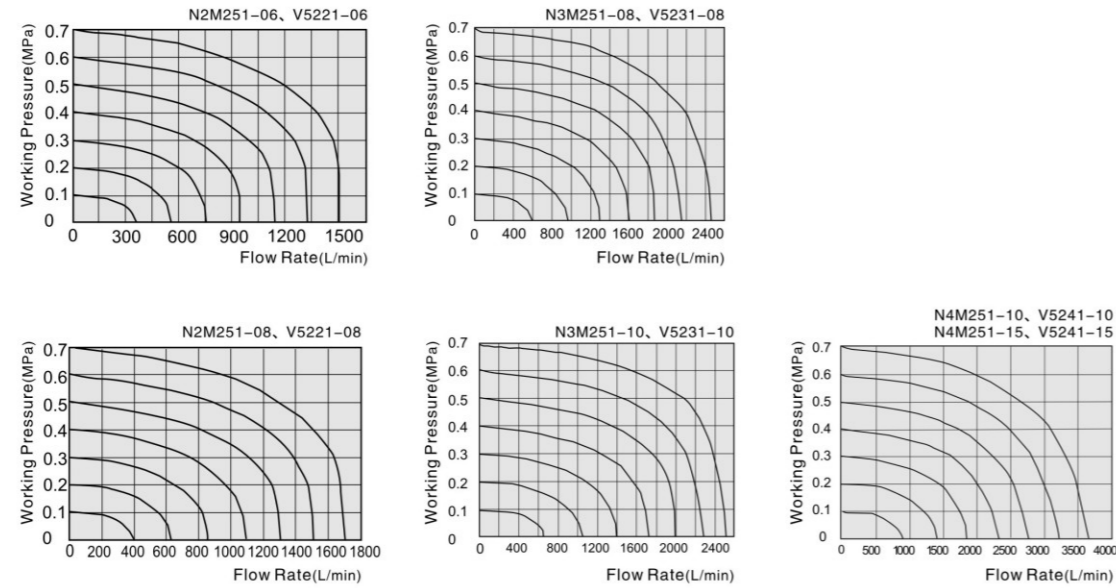 N2M251-06、V5221-06
Working Pressure(MPa)
0.7
0.6
0.5
0.4
0.3
0.2
0.1
0
0 300 600 900 1200 1500
Flow Rate(L/min)
N3M251-08、V5231-08
Working Pressure(MPa)
0.7
0.6
0.5
0.4
0.3
0.2
0.1
0
0 400 800 1200 1600 2000 2400
Flow Rate(L/min)
N2M251-08、V5221-08
Working Pressure(MPa)
0.7
0.6
0.5
0.4
0.3
0.2
0.1
0
0 200 400 600 800 1000 1200 1400 1600 1800
Flow Rate(L/min)
N3M251-10、V5231-10
Working Pressure(MPa)
0.7
0.6
0.5
0.4
0.3
0.2
0.1
0
0 400 800 1200 1600 2000 2400
Flow Rate(L/min)
N4M251-10、V5241-10
N4M251-15、V5241-15
Working Pressure(MPa)
0.7
0.6
0.5
0.4
0.3
0.2
0.1
0
0 500 1000 1500 2000 2500 3000 3500 4000
Flow Rate(L/min)